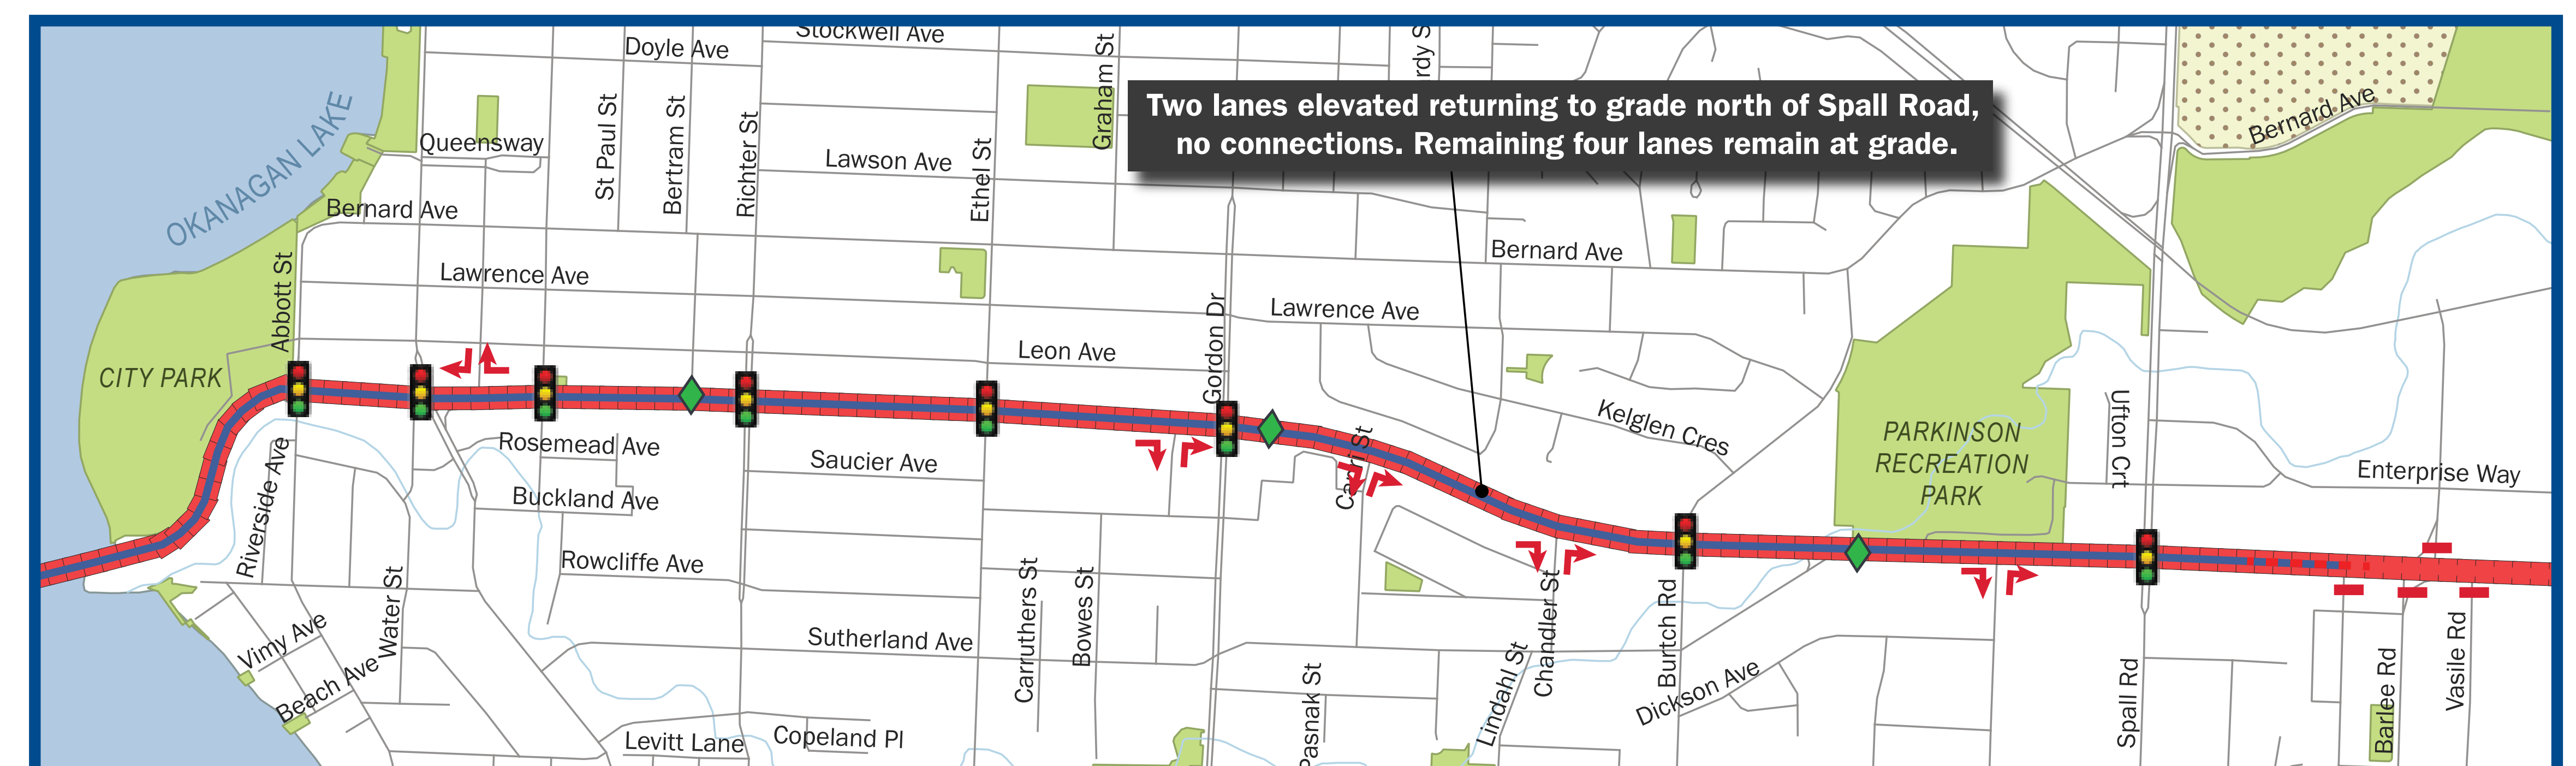 Doyle Ave
Stockwell Ave
Graham St
rdy S
Two lanes elevated returning to grade north of Spall Road,
no connections. Remaining four lanes remain at grade.
Bernard Ave
OKANAGAN LAKE
Queensway
St Paul St
Bertram St
Richter St
Lawson Ave
Ethel St
Bernard Ave
Bernard Ave
Abbott St
Lawrence Ave
Gordon Dr
Lawrence Ave
Leon Ave
CITY PARK
Kelglen Cres
PARKINSON
RECREATION
PARK
Ufton Crt
Enterprise Way
Riverside Ave
Rosemead Ave
Saucier Ave
Carri St
Buckland Ave
Rowcliffe Ave
Water St
Carruthers St
Bowes St
Chandler St
Burtch Rd
Vimy Ave
Sutherland Ave
Beach Ave
Pasnak St
Lindahl St
Dickson Ave
Spall Rd
Barlee Rd
Vasile Rd
Levitt Lane
Copeland Pl